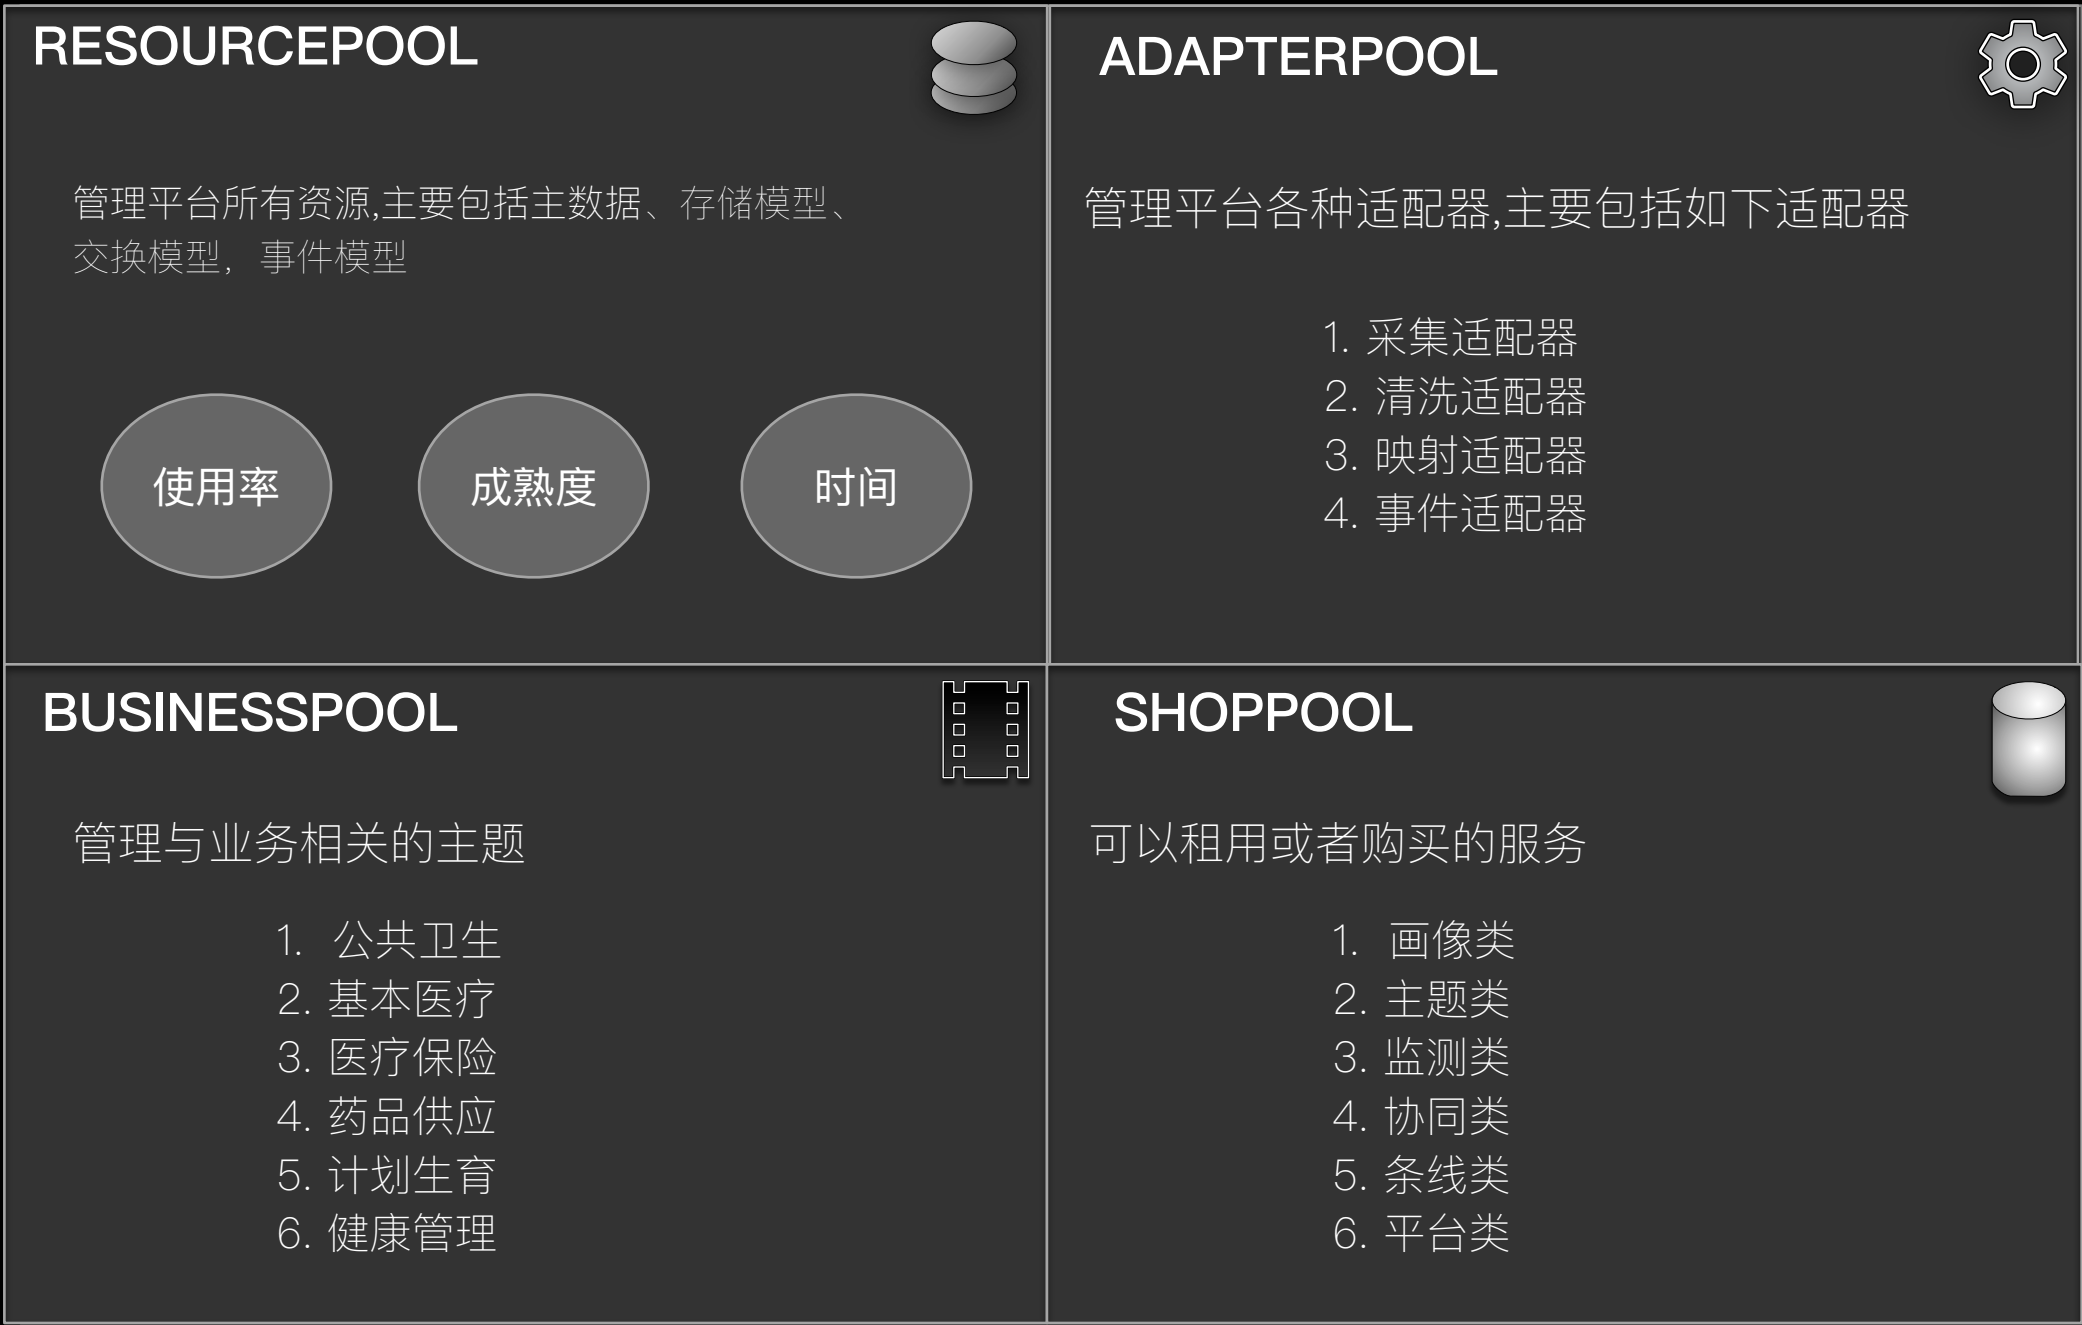 RESOURCEPOOL
管理平台所有资源,主要包括主数据、存储模型、
交换模型，事件模型
使用率
成熟度
时间
ADAPTERPOOL
管理平台各种适配器,主要包括如下适配器
1. 采集适配器
2. 清洗适配器
3. 映射适配器
4. 事件适配器
BUSINESSPOOL
管理与业务相关的主题
1. 公共卫生
2. 基本医疗
3. 医疗保险
4. 药品供应
5. 计划生育
6. 健康管理
SHOPPOOL
可以租用或者购买的服务
1. 画像类
2. 主题类
3. 监测类
4. 协同类
5. 条线类
6. 平台类